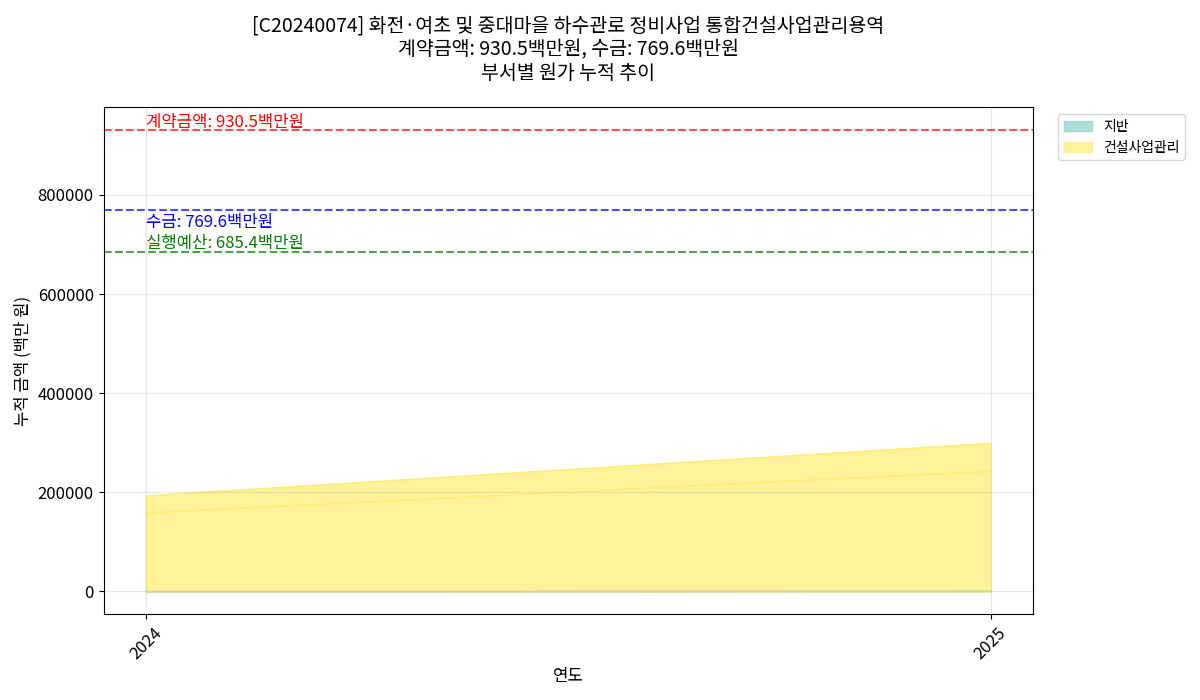 [C20240074] 화전·여초 및 중대마을 하수관로 정비사업 통합건설사업관리용역
계약금액: 930.5백만원, 수금: 769.6백만원
부서별 원가 누적 추이
계약금액: 930.5백만원
수금: 769.6백만원
실행예산: 685.4백만원
지반
건설사업관리
누적 금액 (백만 원)
800000
600000
400000
200000
0
2024
2025
연도